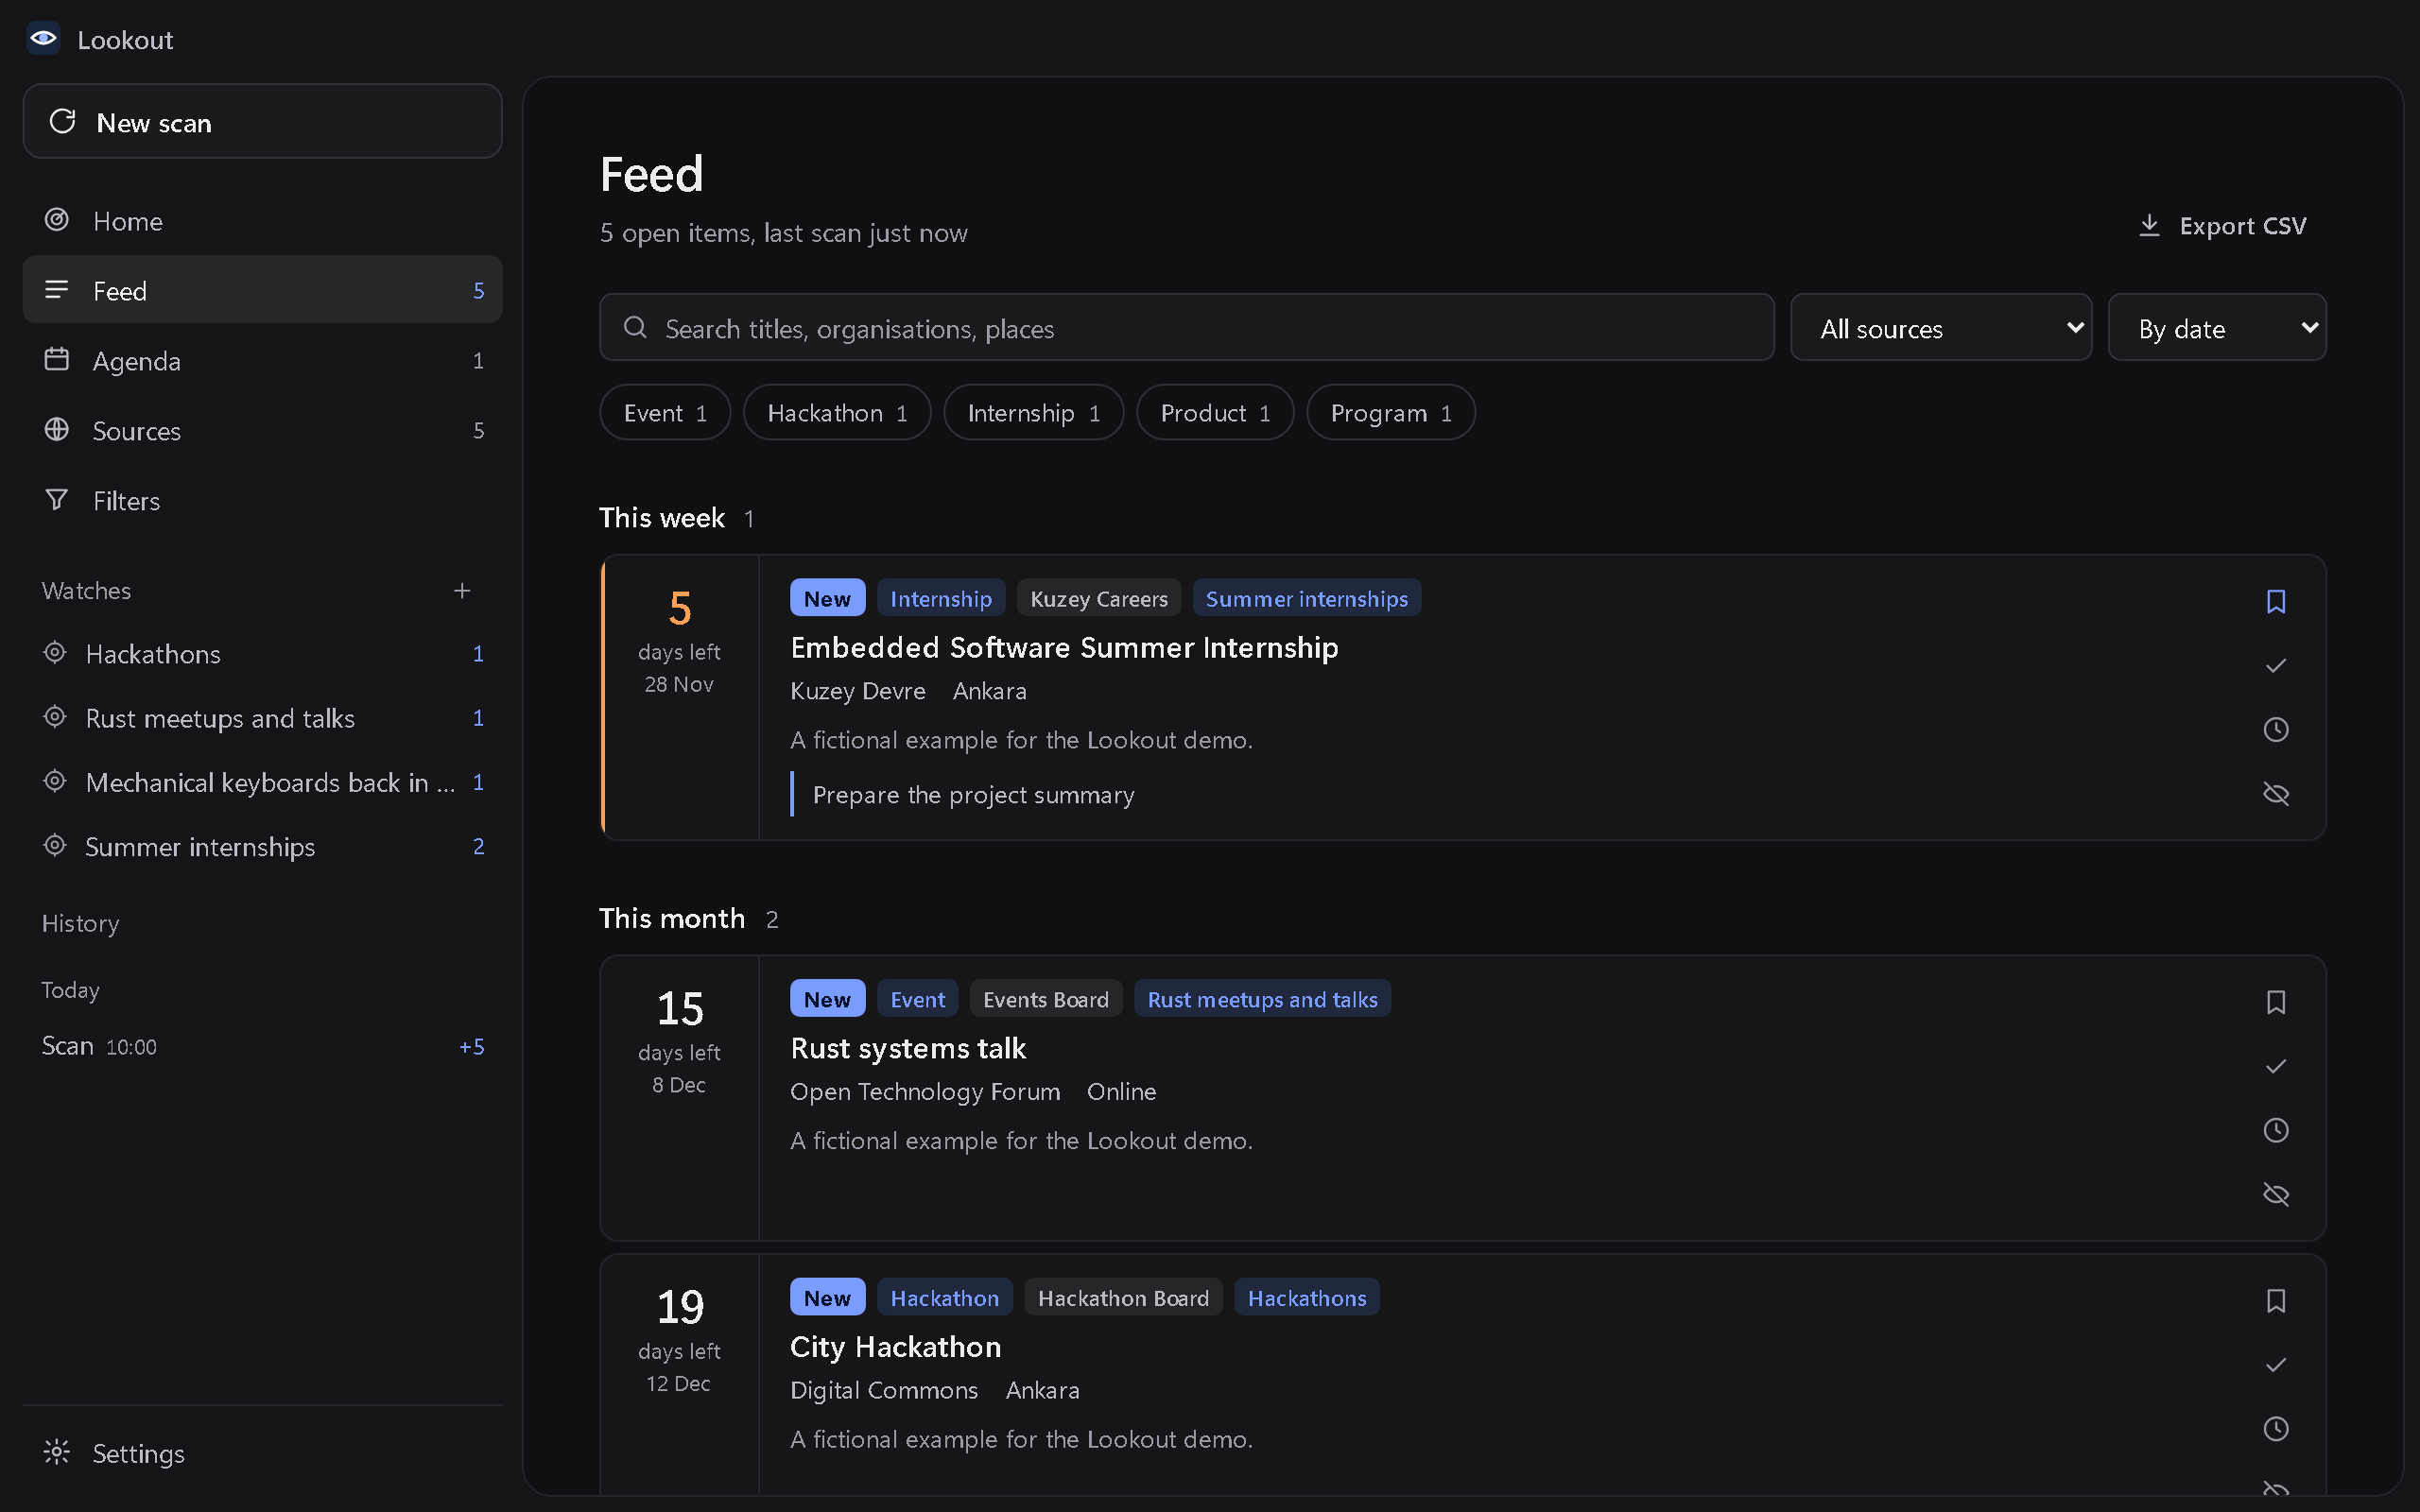 Lookout
New scan
Home
Feed 5
Agenda 1
Sources 5
Filters
Watches
Hackathons 1
Rust meetups and talks 1
Mechanical keyboards back in ... 1
Summer internships 2
History
Today
Scan 10:00 +5
Settings
Feed
5 open items, last scan just now
Export CSV
Search titles, organisations, places
All sources
By date
Event 1
Hackathon 1
Internship 1
Product 1
Program 1
This week 1
5
days left
28 Nov
New Internship Kuzey Careers Summer internships
Embedded Software Summer Internship
Kuzey Devre Ankara
A fictional example for the Lookout demo.
Prepare the project summary
This month 2
15
days left
8 Dec
New Event Events Board Rust meetups and talks
Rust systems talk
Open Technology Forum Online
A fictional example for the Lookout demo.
19
days left
12 Dec
New Hackathon Hackathon Board Hackathons
City Hackathon
Digital Commons Ankara
A fictional example for the Lookout demo.